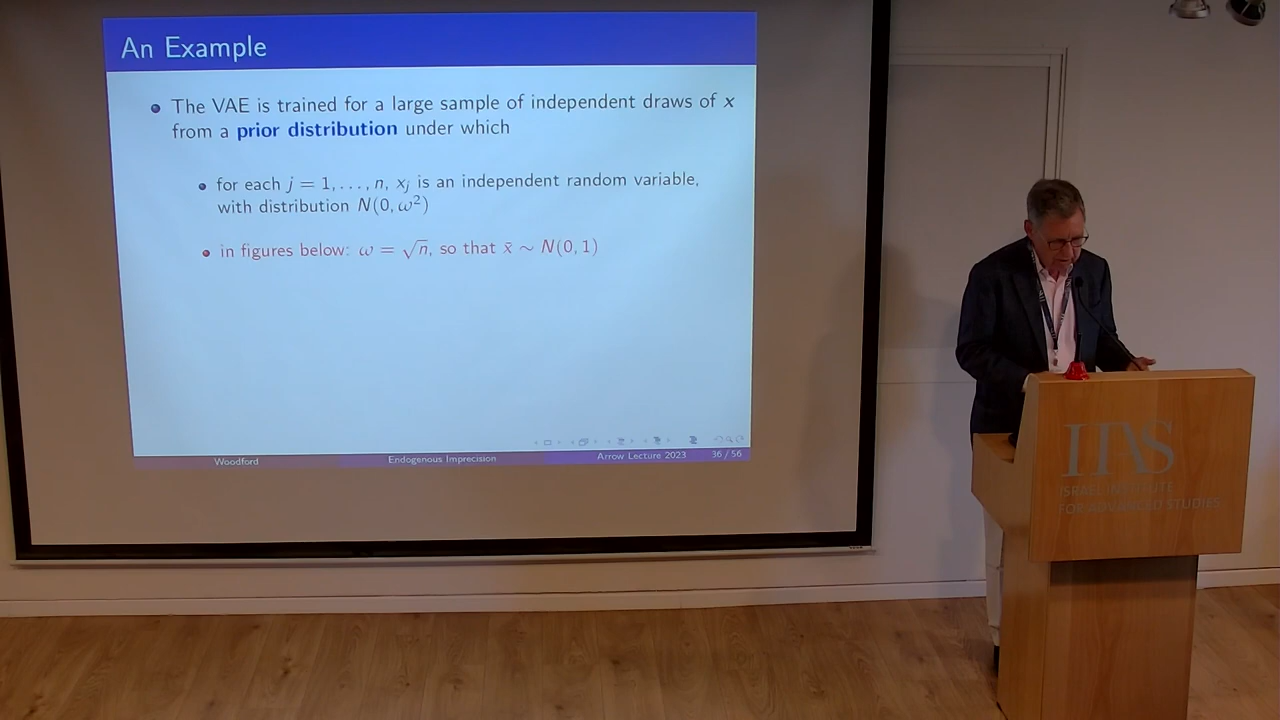 An Example
The VAE is trained for a large sample of independent draws of x
from a prior distribution under which
for each j = 1, . . . , n, xⱼ is an independent random variable,
with distribution N(0, ω²)
in figures below: ω = √n, so that x̄ ∼ N(0, 1)
Woodford Endogenous Imprecision Arrow Lecture 2023 36 / 56
IIAS
ISRAEL INSTITUTE
FOR ADVANCED STUDIES